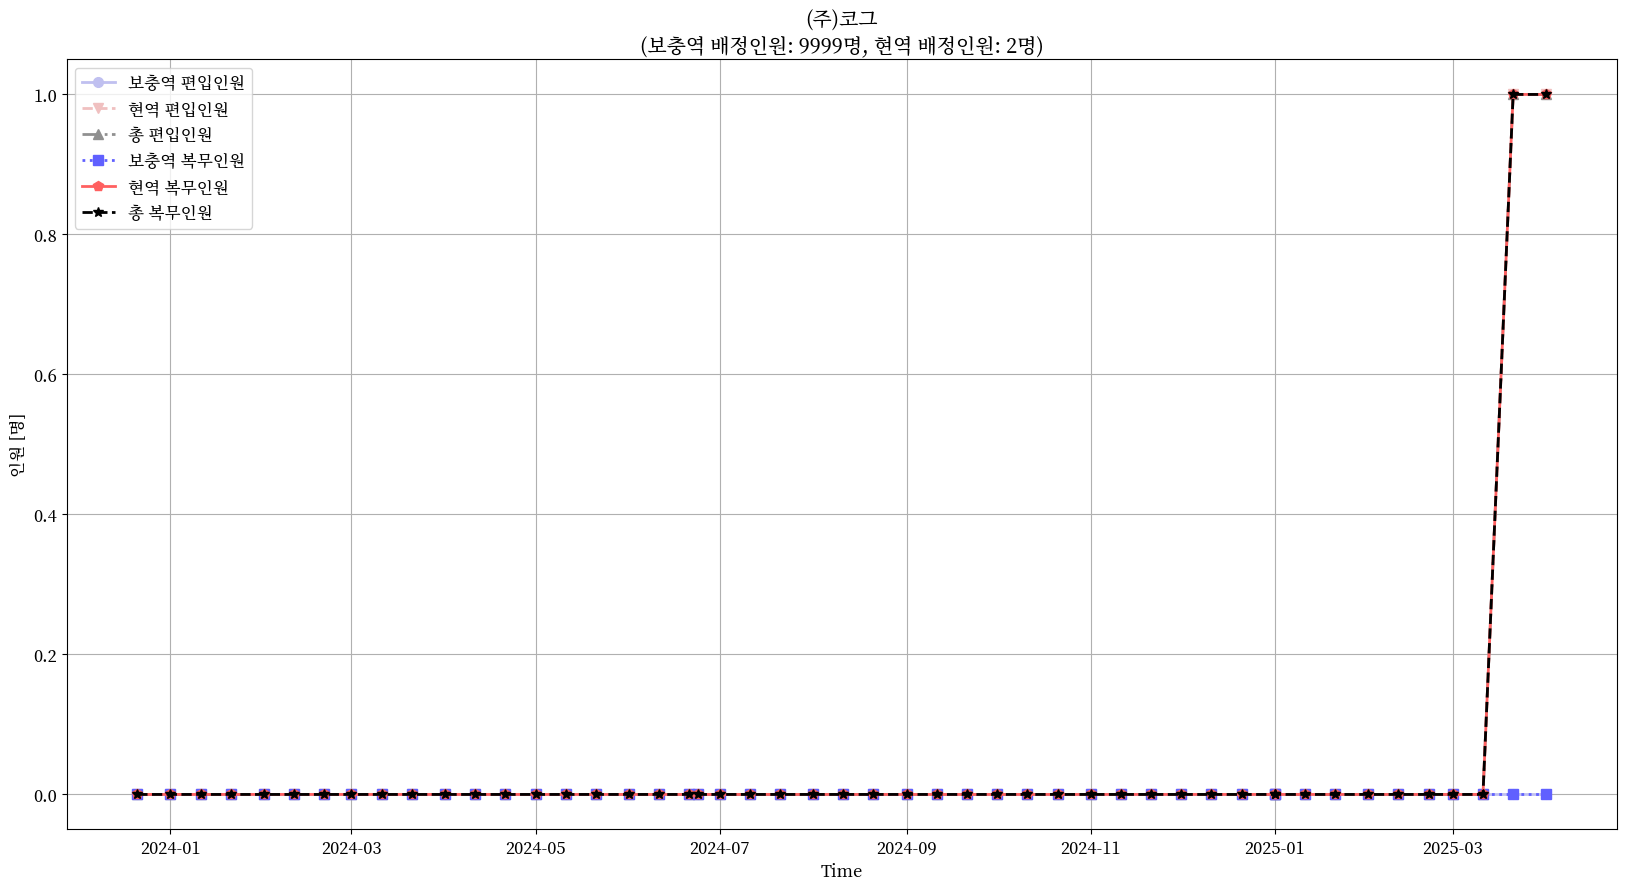 (주)코그
(보충역 배정인원: 9999명, 현역 배정인원: 2명)
보충역 편입인원
현역 편입인원
총 편입인원
보충역 복무인원
현역 복무인원
총 복무인원
인원 [명]
1.0
0.8
0.6
0.4
0.2
0.0
2024-01 2024-03 2024-05 2024-07 2024-09 2024-11 2025-01 2025-03
Time